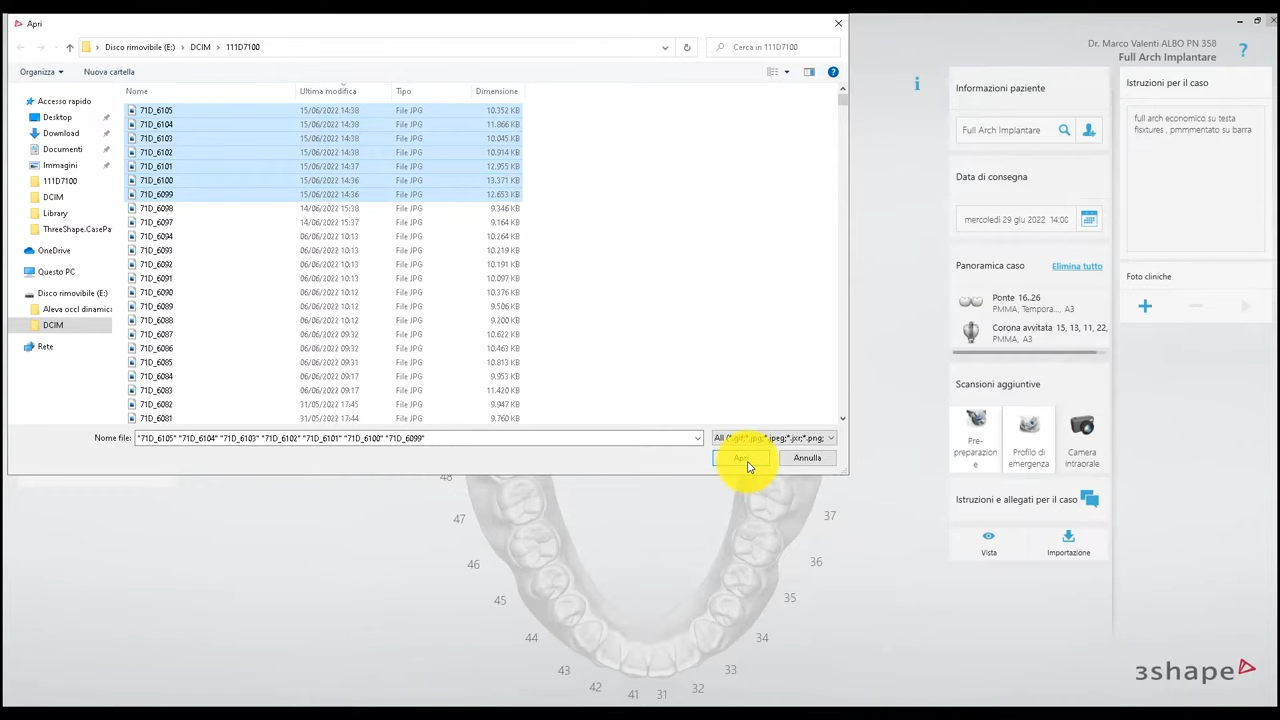 Apri
Disco rimovibile (E:) > DCIM > 111D7100
Cerca in 111D7100
Organizza
Nuova cartella
Nome Ultima modifica Tipo Dimensione
Accesso rapido
Desktop
Download
Documenti
Immagini
111D7100
DCIM
Library
ThreeShape.CasePa
OneDrive
Questo PC
Disco rimovibile (E:)
Aleva occl dinamic
DCIM
Rete
71D_6105 15/06/2022 14:38 File JPG 10.352 KB
71D_6104 15/06/2022 14:38 File JPG 11.866 KB
71D_6103 15/06/2022 14:38 File JPG 10.045 KB
71D_6102 15/06/2022 14:38 File JPG 10.914 KB
71D_6101 15/06/2022 14:37 File JPG 12.955 KB
71D_6100 15/06/2022 14:36 File JPG 13.371 KB
71D_6099 15/06/2022 14:36 File JPG 12.653 KB
71D_6098 14/06/2022 15:38 File JPG 9.346 KB
71D_6097 14/06/2022 15:38 File JPG 9.164 KB
71D_6094 06/06/2022 10:13 File JPG 10.264 KB
71D_6093 06/06/2022 10:13 File JPG 10.219 KB
71D_6092 06/06/2022 10:13 File JPG 10.191 KB
71D_6091 06/06/2022 10:13 File JPG 10.097 KB
71D_6090 06/06/2022 10:12 File JPG 10.376 KB
71D_6089 06/06/2022 10:12 File JPG 9.506 KB
71D_6088 06/06/2022 10:12 File JPG 9.200 KB
71D_6087 06/06/2022 09:32 File JPG 10.622 KB
71D_6086 06/06/2022 09:32 File JPG 10.463 KB
71D_6085 06/06/2022 09:31 File JPG 10.813 KB
71D_6084 06/06/2022 09:17 File JPG 9.953 KB
71D_6083 06/06/2022 09:17 File JPG 11.420 KB
71D_6082 31/05/2022 17:45 File JPG 9.947 KB
71D_6081 31/05/2022 17:44 File JPG 9.760 KB
Nome file: "71D_6105" "71D_6104" "71D_6103" "71D_6102" "71D_6101" "71D_6100" "71D_6099"
All (*.gif;*.jpg;*.jpeg;*.jxr;*.png;
Apri
Annulla
Dr. Marco Valenti ALBO PN 358
Full Arch Implantare
?
Informazioni paziente
Full Arch Implantare
Data di consegna
mercoledì 29 giu 2022 14:00
Panoramica caso Elimina tutto
Ponte 16..26
PMMA, Tempora..., A3
Corona avvitata 15, 13, 11, 22,
PMMA, A3
Scansioni aggiuntive
Pre-
preparazion
e
Profilo di
emergenza
Camera
intraorale
Istruzioni e allegati per il caso
Vista
Importazione
Istruzioni per il caso
full arch economico su testa
fisxtures , pmmmentato su barra
Foto cliniche
48
47
46
45
44
43
42
41
31
32
33
34
35
36
37
3shape